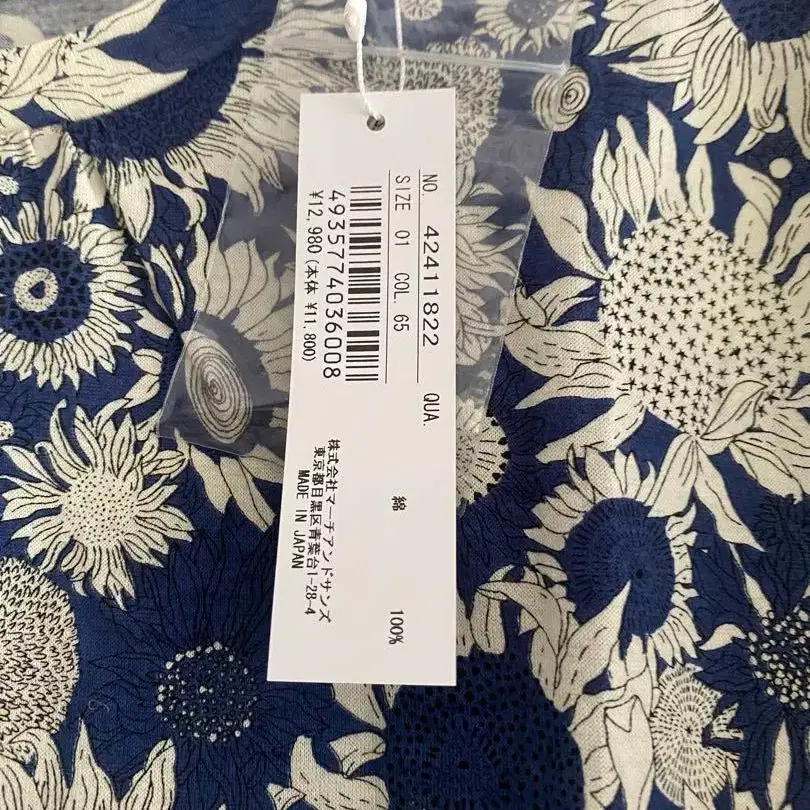 NO. 42411822 QUA.
SIZE 01 COL. 65
綿 100%
4935774036008
¥12,980(本体 ¥11,800)
株式会社マーチアンドサンズ
東京都目黒区青葉台1-28-4
MADE IN JAPAN